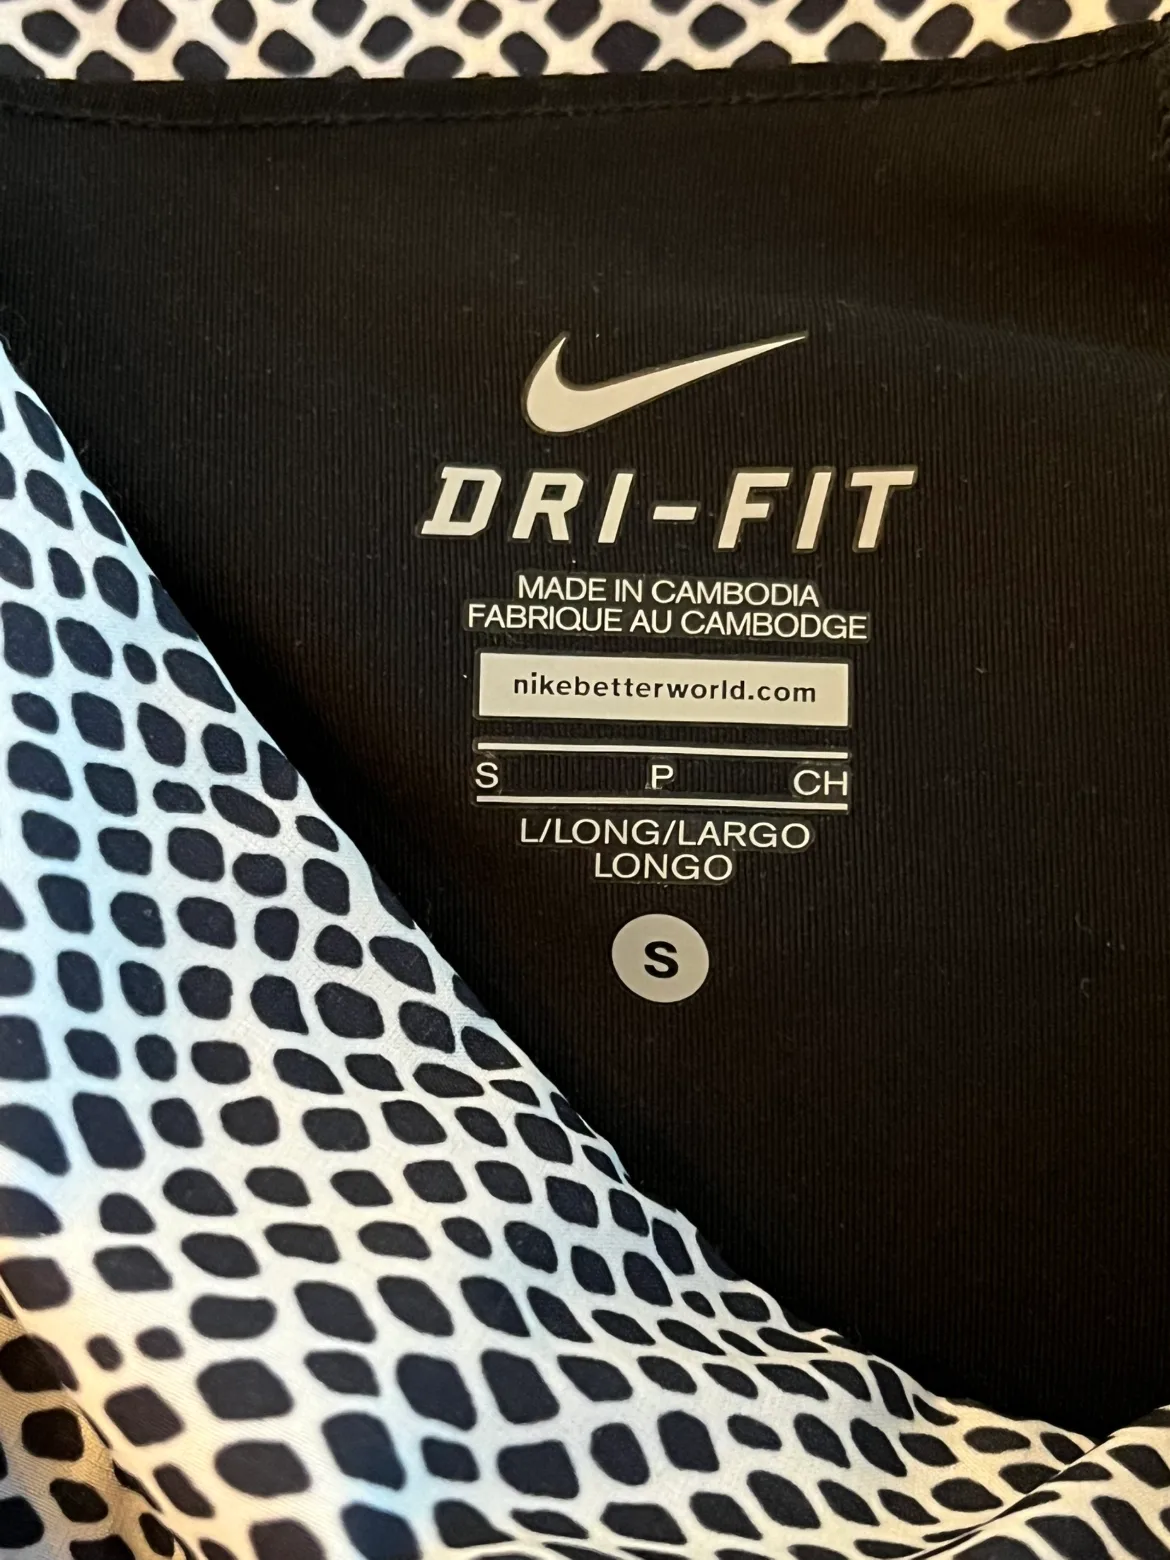 DRI-FIT
MADE IN CAMBODIA
FABRIQUE AU CAMBODGE
nikebetterworld.com
S P CH
L/LONG/LARGO
LONGO
S